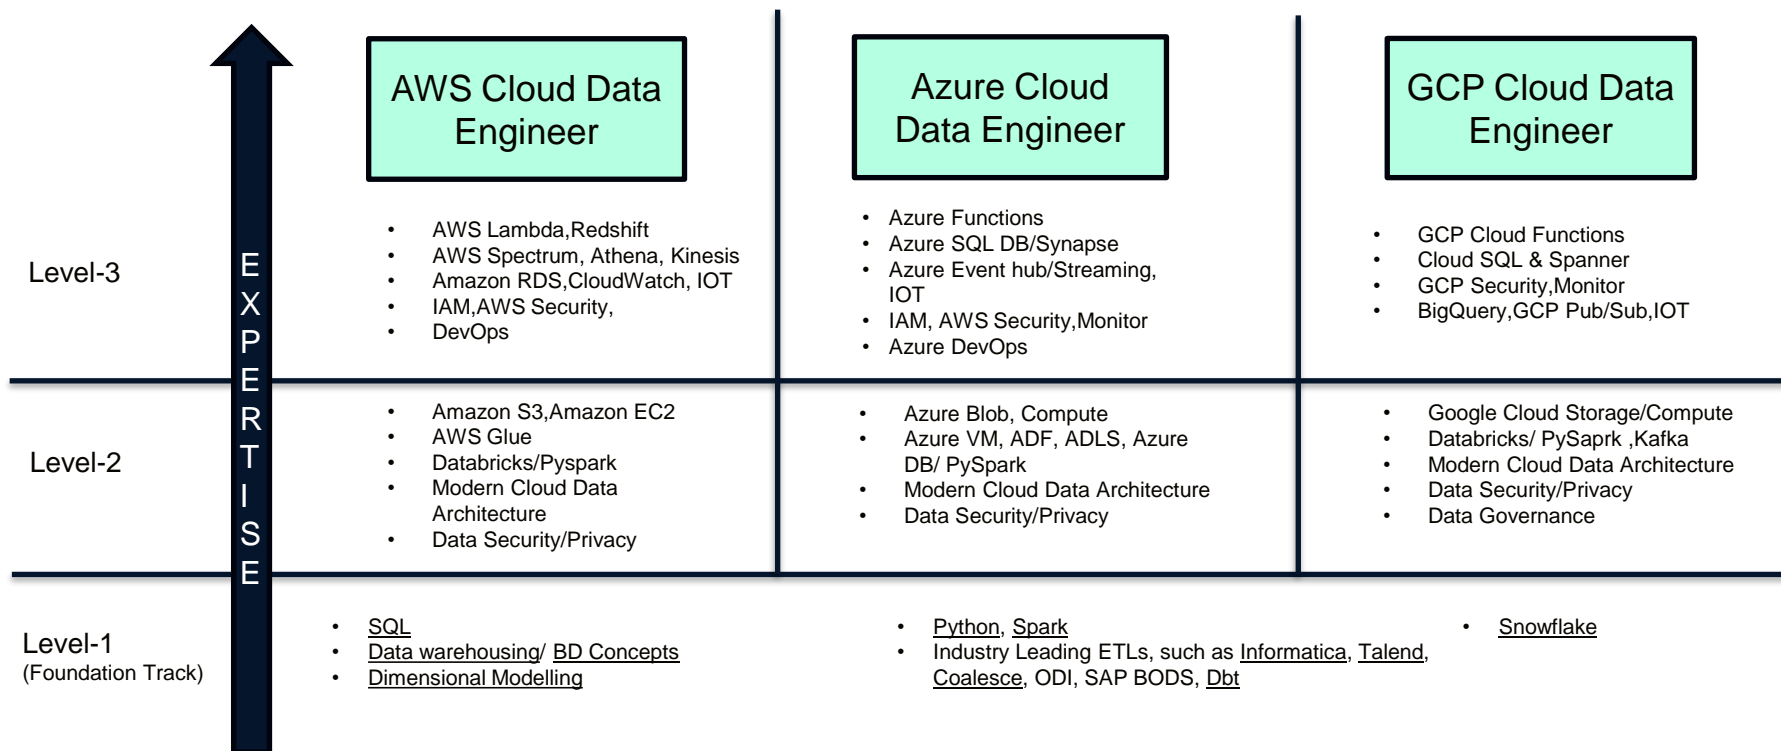 AWS Cloud Data
Engineer
Azure Cloud
Data Engineer
GCP Cloud Data
Engineer
EXPERTISE
Level-3
• AWS Lambda,Redshift
• AWS Spectrum, Athena, Kinesis
• Amazon RDS,CloudWatch, IOT
• IAM,AWS Security,
• DevOps
• Azure Functions
• Azure SQL DB/Synapse
• Azure Event hub/Streaming,
IOT
• IAM, AWS Security,Monitor
• Azure DevOps
• GCP Cloud Functions
• Cloud SQL & Spanner
• GCP Security,Monitor
• BigQuery,GCP Pub/Sub,IOT
Level-2
• Amazon S3,Amazon EC2
• AWS Glue
• Databricks/Pyspark
• Modern Cloud Data
Architecture
• Data Security/Privacy
• Azure Blob, Compute
• Azure VM, ADF, ADLS, Azure
DB/ PySpark
• Modern Cloud Data Architecture
• Data Security/Privacy
• Google Cloud Storage/Compute
• Databricks/ PySaprk ,Kafka
• Modern Cloud Data Architecture
• Data Security/Privacy
• Data Governance
Level-1
(Foundation Track)
• SQL
• Data warehousing/ BD Concepts
• Dimensional Modelling
• Python, Spark
• Industry Leading ETLs, such as Informatica, Talend,
Coalesce, ODI, SAP BODS, Dbt
• Snowflake